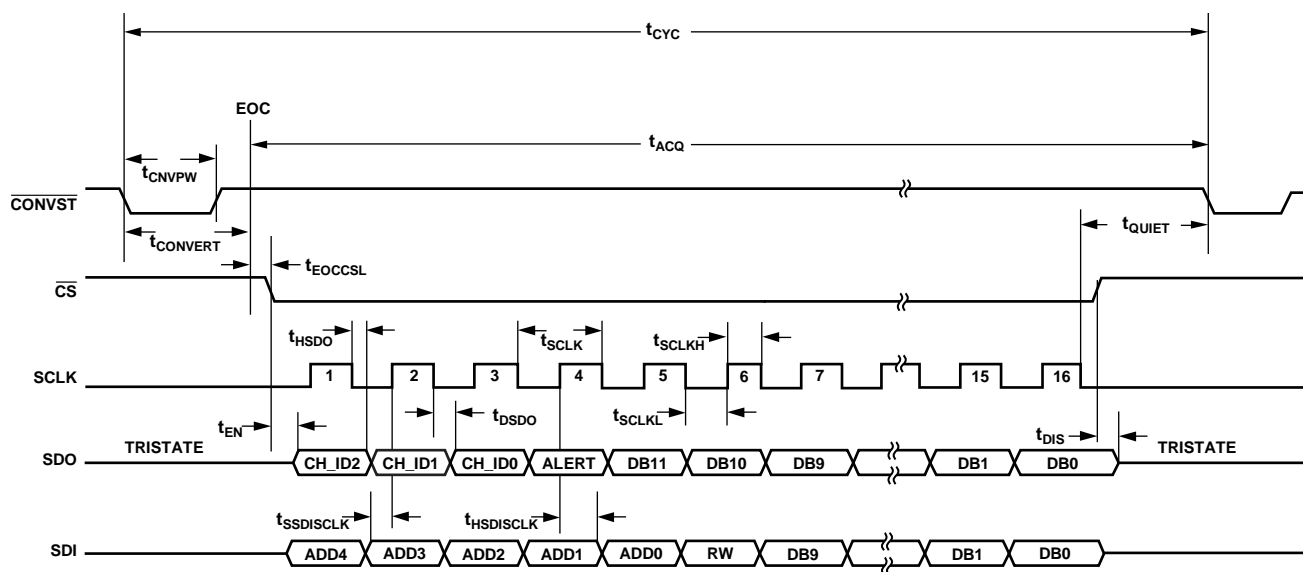 tCYC
EOC
tACQ
tCNVPW
CONVST
tCONVERT
tQUIET
tEOCCSL
CS
tHSDO
tSCLK
tSCLKH
SCLK
1 2 3 4 5 6 7 15 16
tEN
tDSDO
tSCLKL
tDIS
TRISTATE
TRISTATE
SDO
CH_ID2 CH_ID1 CH_ID0 ALERT DB11 DB10 DB9 DB1 DB0
tSSDISCLK
tHSDISCLK
SDI
ADD4 ADD3 ADD2 ADD1 ADD0 RW DB9 DB1 DB0